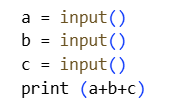 a = input()
b = input()
c = input()
print (a+b+c)